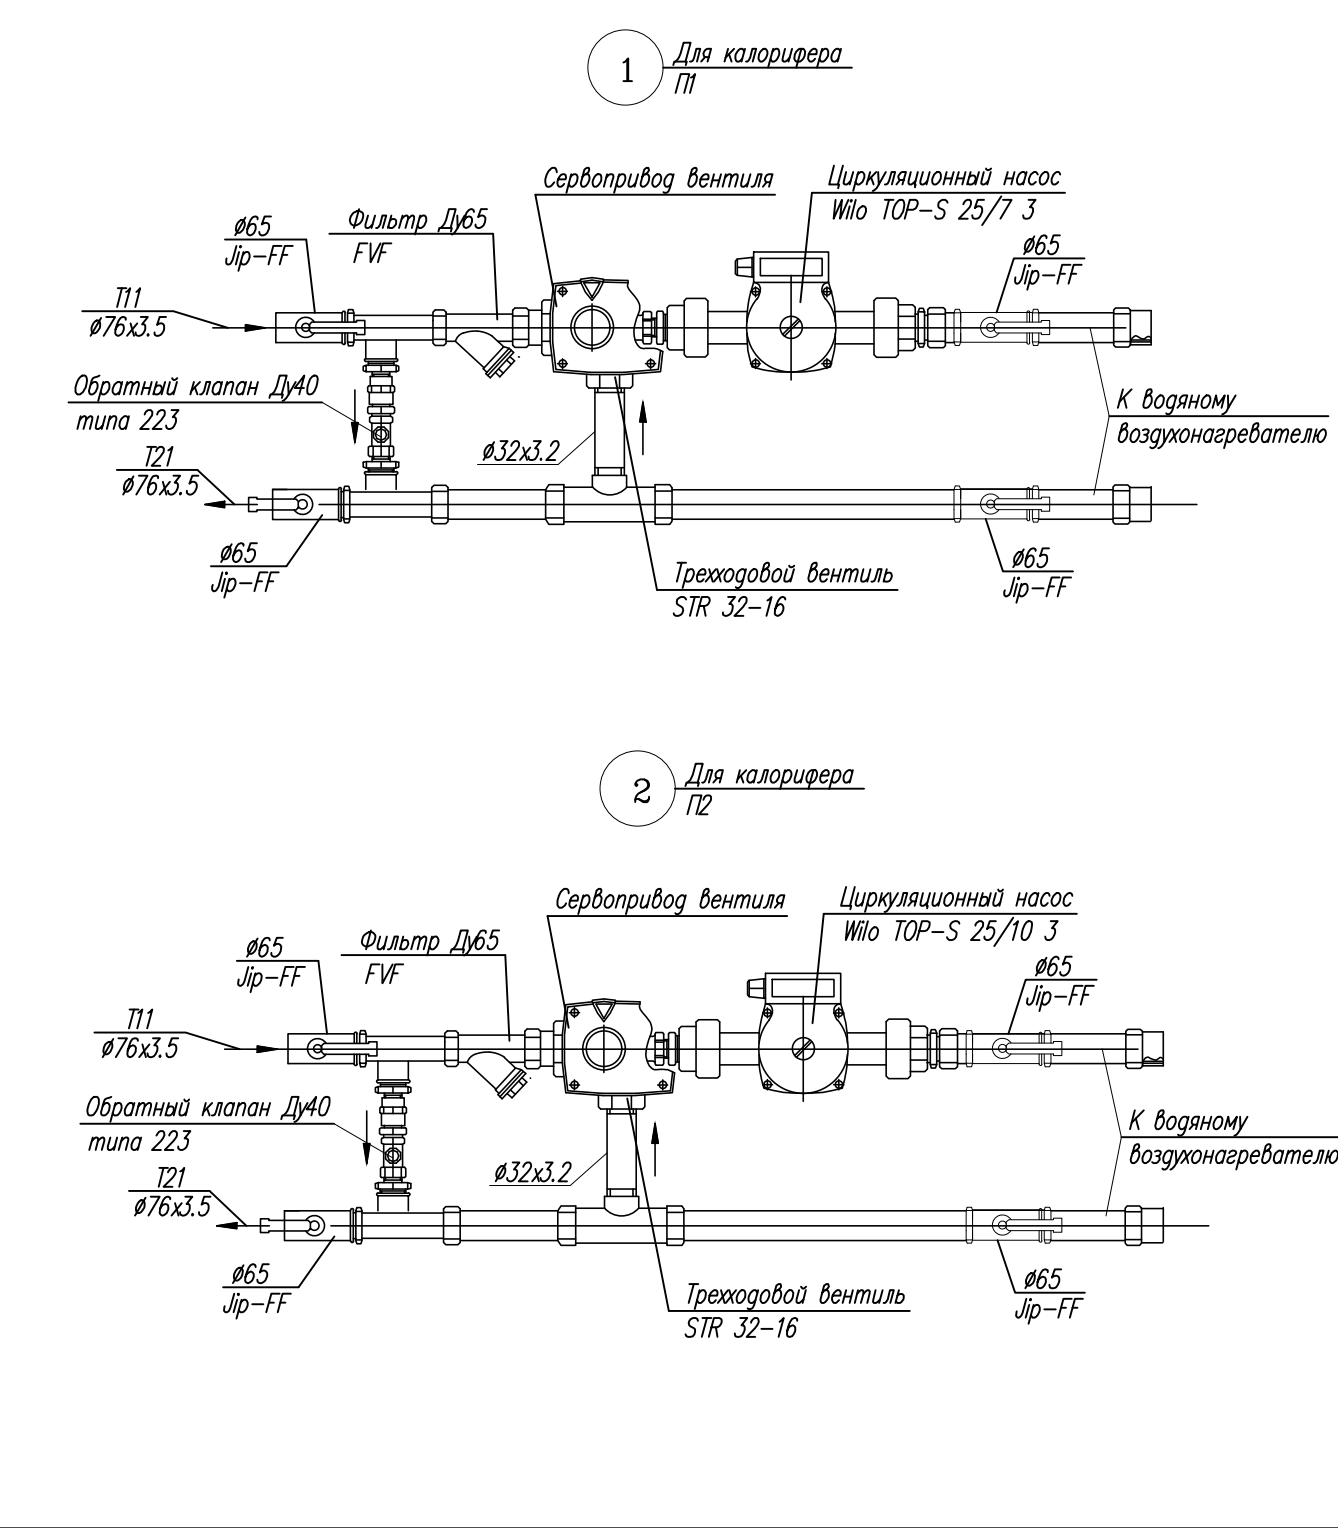 1
Для калорифера
П1
Сервопривод вентиля
Циркуляционный насос
Wilo TOP-S 25/7 3
Ø65
Jip-FF
Фильтр Ду65
FVF
Ø65
Jip-FF
T11
Ø76x3.5
Обратный клапан Ду40
типа 223
К водяному
воздухонагревателю
Ø32x3.2
T21
Ø76x3.5
Ø65
Jip-FF
Ø65
Jip-FF
Трехходовой вентиль
STR 32-16
2
Для калорифера
П2
Сервопривод вентиля
Циркуляционный насос
Wilo TOP-S 25/10 3
Ø65
Jip-FF
Фильтр Ду65
FVF
Ø65
Jip-FF
T11
Ø76x3.5
Обратный клапан Ду40
типа 223
К водяному
воздухонагревателю
Ø32x3.2
T21
Ø76x3.5
Ø65
Jip-FF
Ø65
Jip-FF
Трехходовой вентиль
STR 32-16